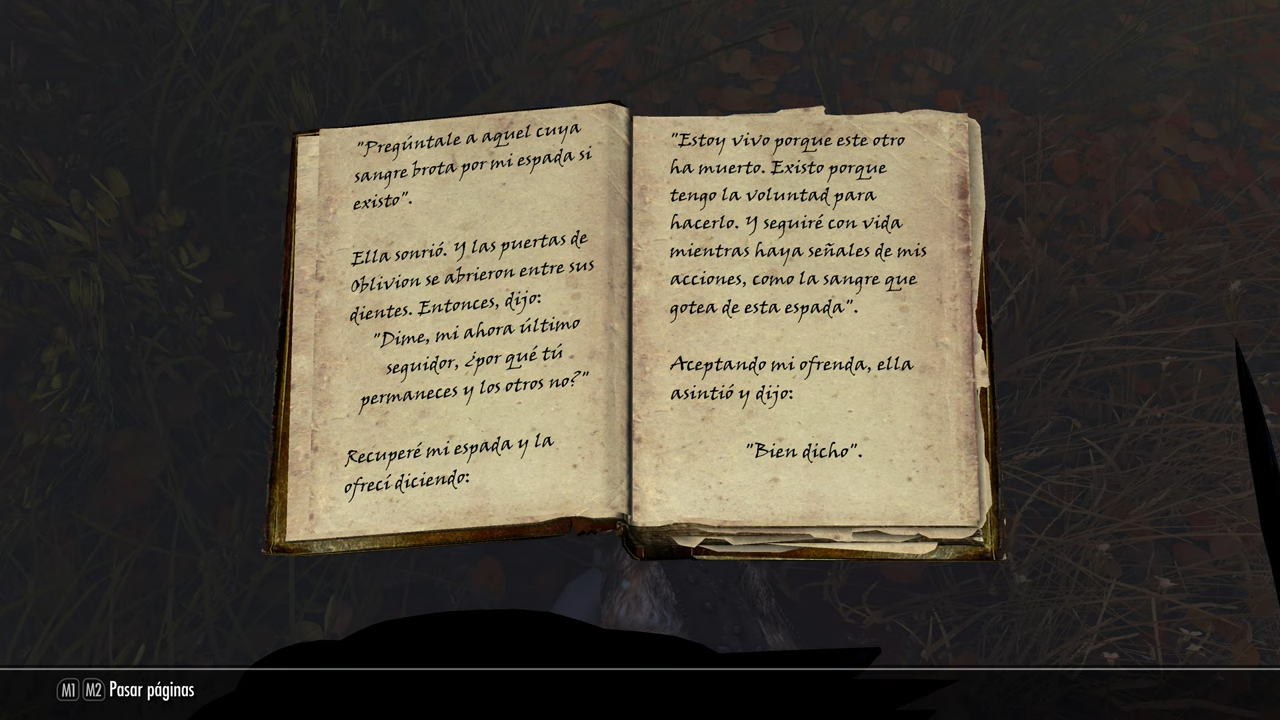 "Pregúntale a aquel cuya
sangre brota por mi espada si
existo".
Ella sonrió. Y las puertas de
Oblivion se abrieron entre sus
dientes. Entonces, dijo:
"Dime, mi ahora último
seguidor, ¿por qué tú
permaneces y los otros no?"
Recuperé mi espada y la
ofrecí diciendo:
"Estoy vivo porque este otro
ha muerto. Existo porque
tengo la voluntad para
hacerlo. Y seguiré con vida
mientras haya señales de mis
acciones, como la sangre que
gotea de esta espada".
Aceptando mi ofrenda, ella
asintió y dijo:
"Bien dicho".
M1 M2 Pasar páginas